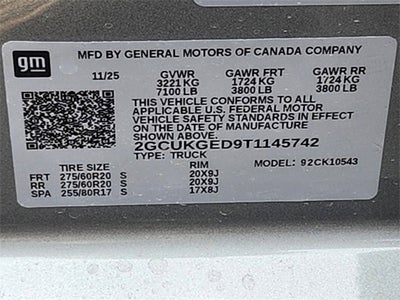 gm MFD BY GENERAL MOTORS OF CANADA COMPANY
11/25 GVWR GAWR FRT GAWR RR
3221 KG 1724 KG 1724 KG
7100 LB 3800 LB 3800 LB
THIS VEHICLE CONFORMS TO ALL
APPLICABLE U.S. FEDERAL MOTOR
VEHICLE SAFETY STANDARDS IN EFFECT
ON THE DATE OF MANUFACTURE
SHOWN ABOVE.
2GCUKGED9T1145742
TYPE: TRUCK MODEL: 92CK10543
TIRE SIZE RIM
FRT 275/60R20 S 20X9J
RR 275/60R20 S 20X9J
SPA 255/80R17 S 17X8J